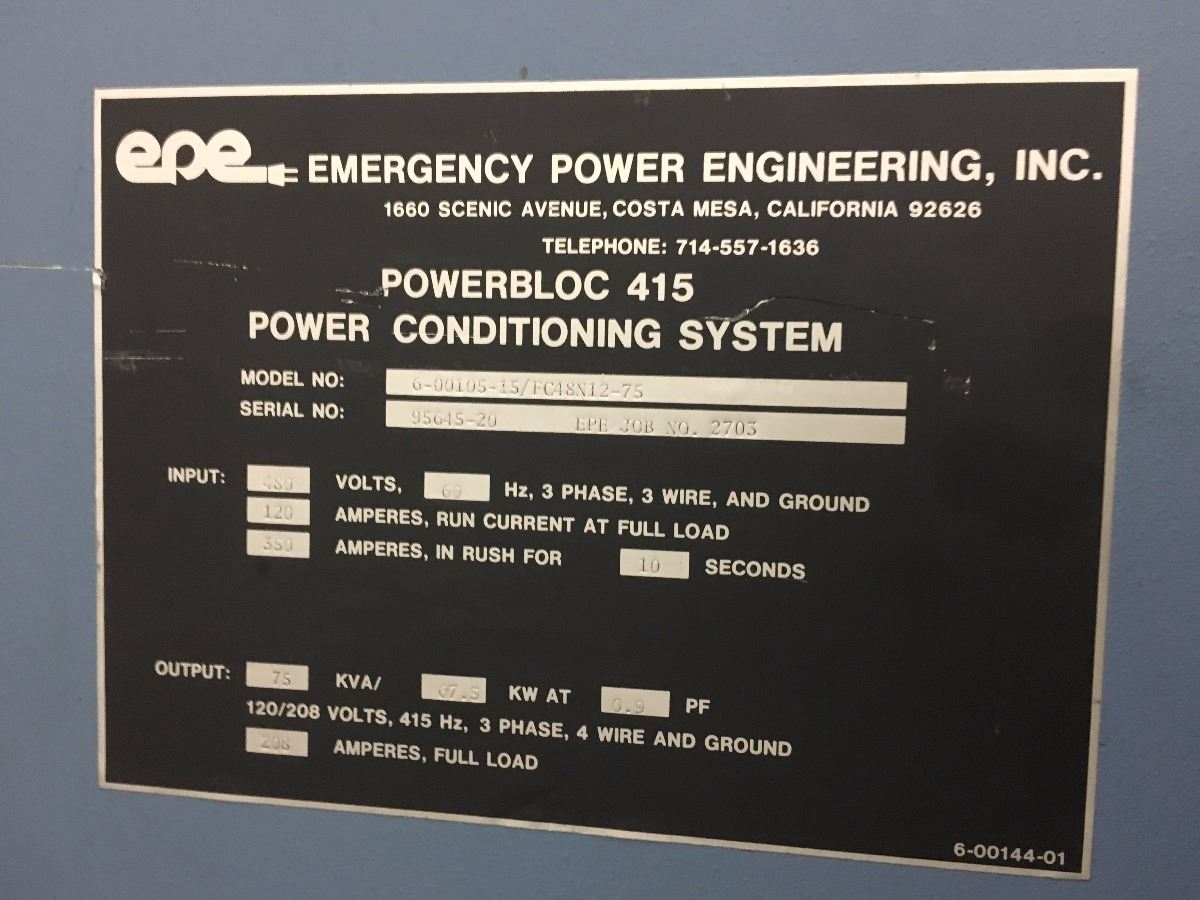 epe EMERGENCY POWER ENGINEERING, INC.
1660 SCENIC AVENUE, COSTA MESA, CALIFORNIA 92626
TELEPHONE: 714-557-1636
POWERBLOC 415
POWER CONDITIONING SYSTEM
MODEL NO: 6-00105-15/FC48N12-75
SERIAL NO: 95645-20 EPE JOB NO. 2703
INPUT: 480 VOLTS, 60 Hz, 3 PHASE, 3 WIRE, AND GROUND
120 AMPERES, RUN CURRENT AT FULL LOAD
350 AMPERES, IN RUSH FOR 10 SECONDS
OUTPUT: 75 KVA/ 67.5 KW AT 0.9 PF
120/208 VOLTS, 415 Hz, 3 PHASE, 4 WIRE AND GROUND
208 AMPERES, FULL LOAD
6-00144-01